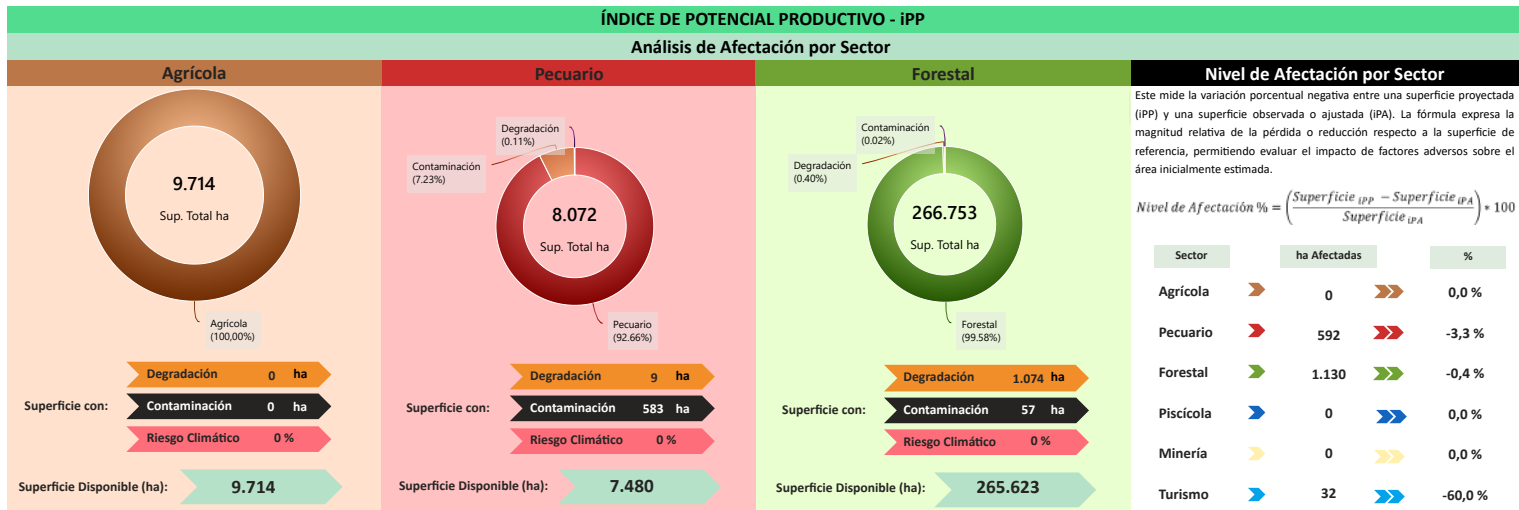 ÍNDICE DE POTENCIAL PRODUCTIVO - iPP
Análisis de Afectación por Sector
Agrícola
9.714
Sup. Total ha
Agrícola
(100,00%)
Degradación 0 ha
Superficie con: Contaminación 0 ha
Riesgo Climático 0 %
Superficie Disponible (ha): 9.714
Pecuario
Degradación
(0.11%)
Contaminación
(7.23%)
8.072
Sup. Total ha
Pecuario
(92.66%)
Degradación 9 ha
Superficie con: Contaminación 583 ha
Riesgo Climático 0 %
Superficie Disponible (ha): 7.480
Forestal
Contaminación
(0.02%)
Degradación
(0.40%)
266.753
Sup. Total ha
Forestal
(99.58%)
Degradación 1.074 ha
Superficie con: Contaminación 57 ha
Riesgo Climático 0 %
Superficie Disponible (ha): 265.623
Nivel de Afectación por Sector
Este mide la variación porcentual negativa entre una superficie proyectada
(iPP) y una superficie observada o ajustada (iPA). La fórmula expresa la
magnitud relativa de la pérdida o reducción respecto a la superficie de
referencia, permitiendo evaluar el impacto de factores adversos sobre el
área inicialmente estimada.
Nivel de Afectación % = (Superficie iPP − Superficie iPA / Superficie iPA) * 100
Sector ha Afectadas %
Agrícola 0 0,0 %
Pecuario 592 -3,3 %
Forestal 1.130 -0,4 %
Piscícola 0 0,0 %
Minería 0 0,0 %
Turismo 32 -60,0 %